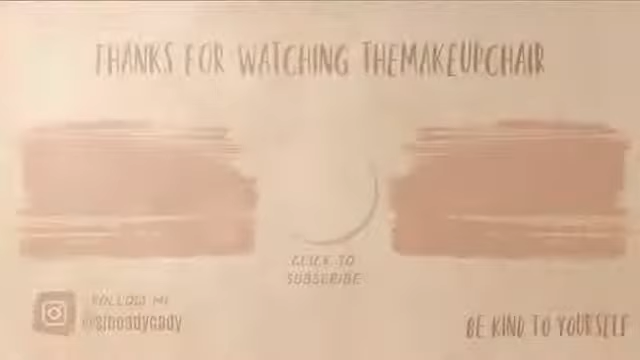 THANKS FOR WATCHING THEMAKEUPCHAIR
CLICK TO
SUBSCRIBE
FOLLOW ME
BE KIND TO YOURSELF